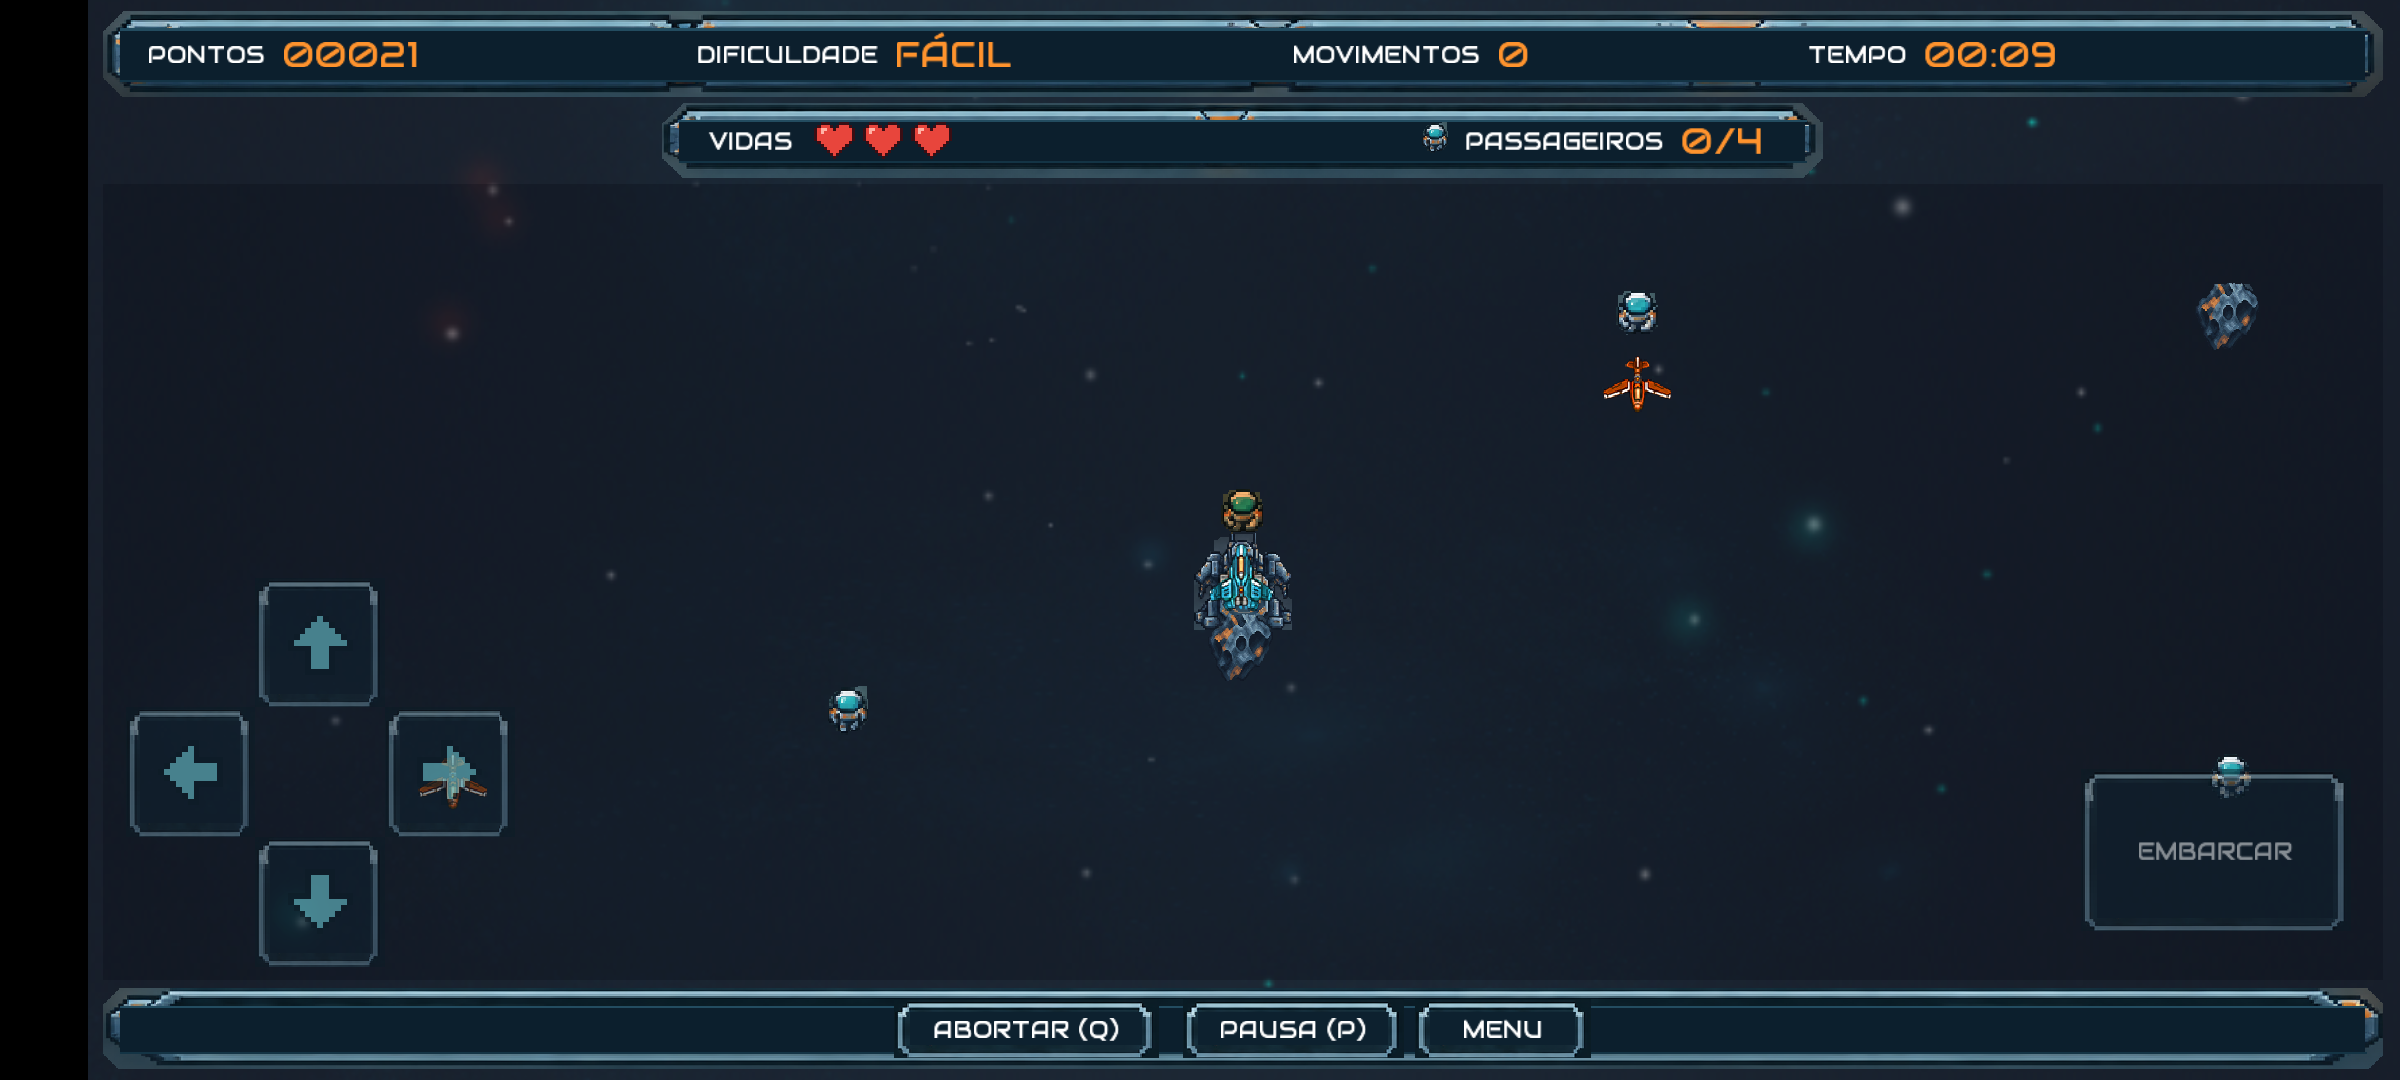 PONTOS 00021 DIFICULDADE FÁCIL MOVIMENTOS 0 TEMPO 00:09
VIDAS PASSAGEIROS 0/4
EMBARCAR
ABORTAR (Q) PAUSA (P) MENU